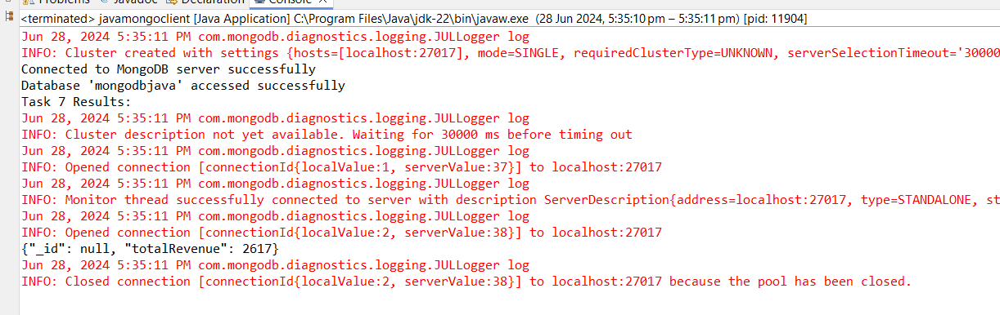 Problems Javadoc Declaration Console
<terminated> javamongoclient [Java Application] C:\Program Files\Java\jdk-22\bin\javaw.exe (28 Jun 2024, 5:35:10 pm – 5:35:11 pm) [pid: 11904]
Jun 28, 2024 5:35:11 PM com.mongodb.diagnostics.logging.JULLogger log
INFO: Cluster created with settings {hosts=[localhost:27017], mode=SINGLE, requiredClusterType=UNKNOWN, serverSelectionTimeout='30000
Connected to MongoDB server successfully
Database 'mongodbjava' accessed successfully
Task 7 Results:
Jun 28, 2024 5:35:11 PM com.mongodb.diagnostics.logging.JULLogger log
INFO: Cluster description not yet available. Waiting for 30000 ms before timing out
Jun 28, 2024 5:35:11 PM com.mongodb.diagnostics.logging.JULLogger log
INFO: Opened connection [connectionId{localValue:1, serverValue:37}] to localhost:27017
Jun 28, 2024 5:35:11 PM com.mongodb.diagnostics.logging.JULLogger log
INFO: Monitor thread successfully connected to server with description ServerDescription{address=localhost:27017, type=STANDALONE, st
Jun 28, 2024 5:35:11 PM com.mongodb.diagnostics.logging.JULLogger log
INFO: Opened connection [connectionId{localValue:2, serverValue:38}] to localhost:27017
{"_id": null, "totalRevenue": 2617}
Jun 28, 2024 5:35:11 PM com.mongodb.diagnostics.logging.JULLogger log
INFO: Closed connection [connectionId{localValue:2, serverValue:38}] to localhost:27017 because the pool has been closed.